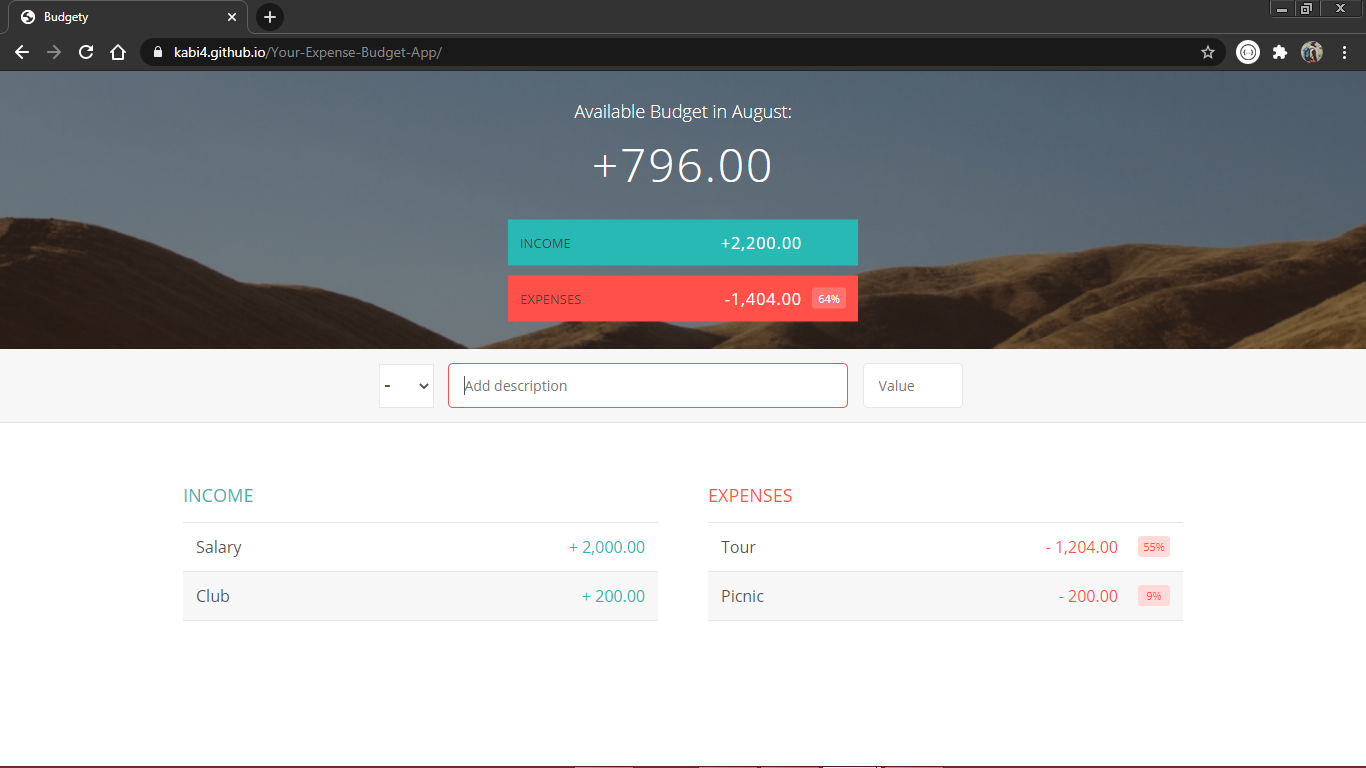 Budgety
kabi4.github.io/Your-Expense-Budget-App/
Available Budget in August:
+796.00
INCOME +2,200.00
EXPENSES -1,404.00 64%
- Add description Value
INCOME
Salary + 2,000.00
Club + 200.00
EXPENSES
Tour - 1,204.00 55%
Picnic - 200.00 9%